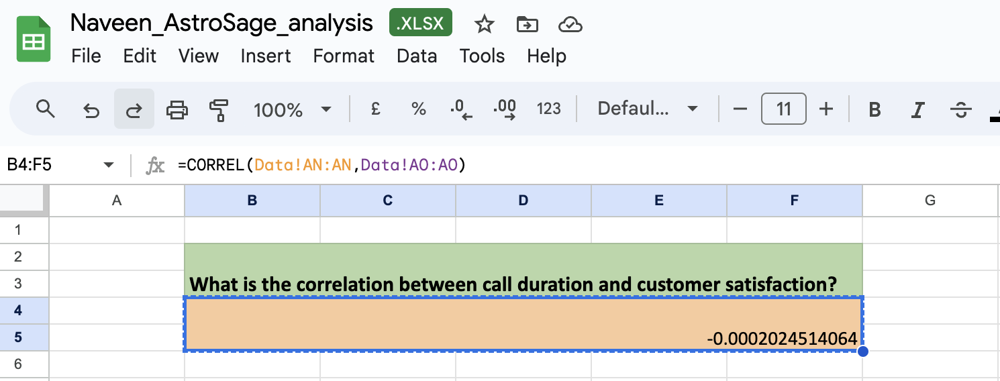 Naveen_AstroSage_analysis .XLSX
File Edit View Insert Format Data Tools Help
100% £ % .0 .00 123 Defaul... 11 B I S A
B4:F5 fx =CORREL(Data!AN:AN,Data!AO:AO)
A B C D E F G
1
2
3 What is the correlation between call duration and customer satisfaction?
4
5 -0.0002024514064
6